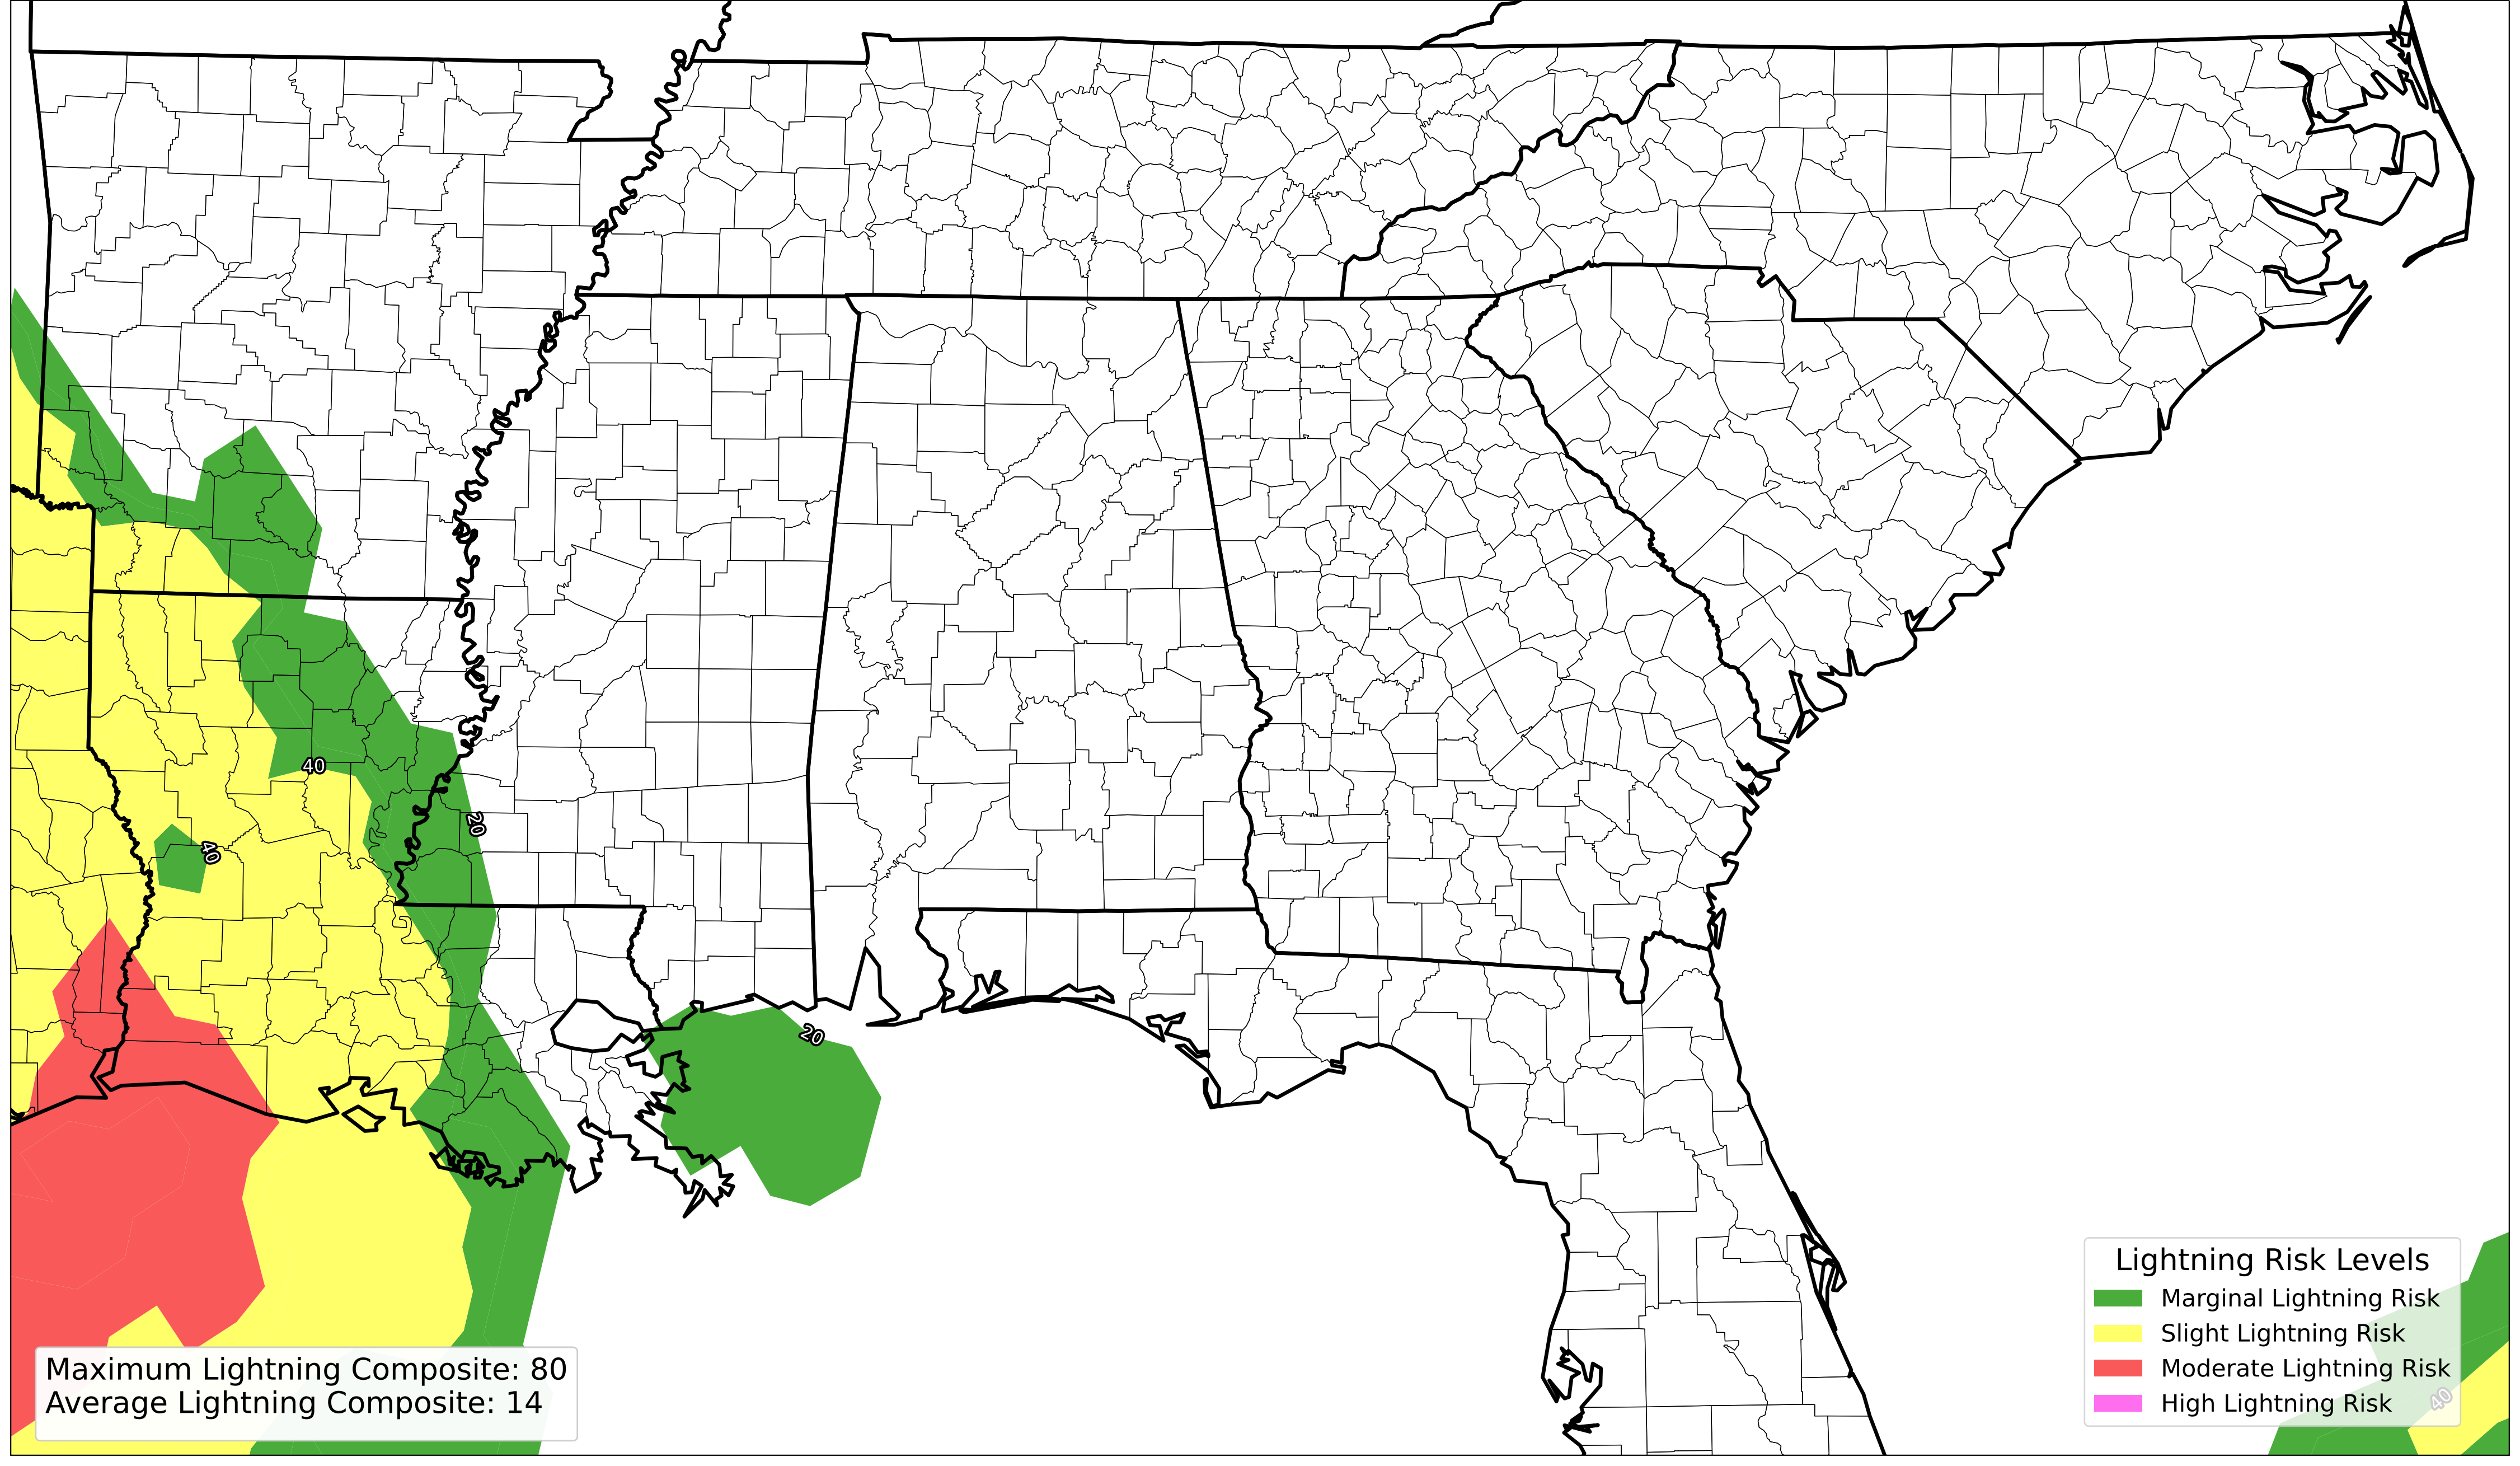 40
20
40
20
Lightning Risk Levels
Marginal Lightning Risk
Slight Lightning Risk
Moderate Lightning Risk
High Lightning Risk
40
Maximum Lightning Composite: 80
Average Lightning Composite: 14